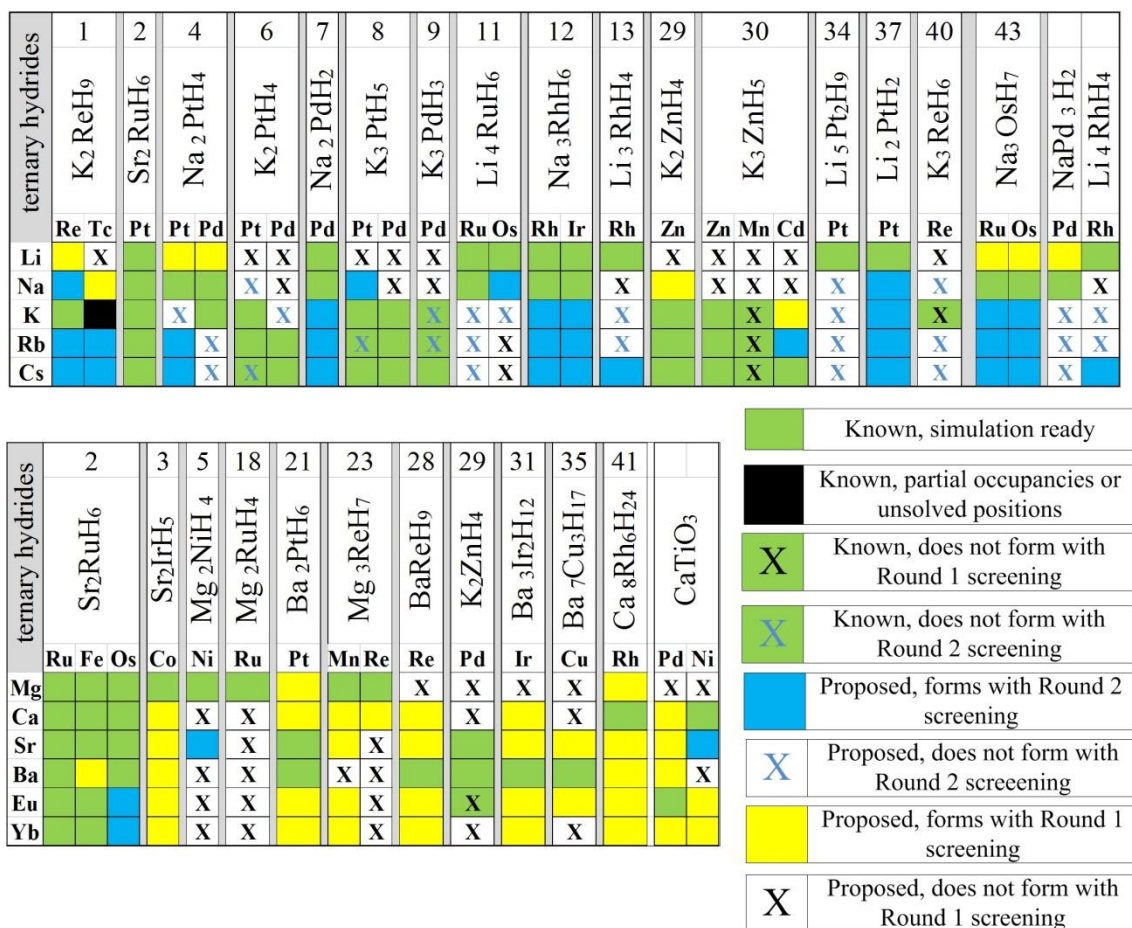 ternary hydrides 1 2 4 6 7 8 9 11 12 13 29 30 34 37 40 43
K₂ReH₉ Sr₂RuH₆ Na₂PtH₄ K₂PtH₄ Na₂PdH₂ K₃PtH₅ K₃PdH₃ Li₄RuH₆ Na₃RhH₆ Li₃RhH₄ K₂ZnH₄ K₃ZnH₅ Li₅Pt₂H₉ Li₂PtH₂ K₃ReH₆ Na₃OsH₇ NaPd₃H₂ Li₄RhH₄
Re Tc Pt Pt Pd Pt Pd Pd Pt Pd Pd Ru Os Rh Ir Rh Zn Zn Mn Cd Pt Pt Re Ru Os Pd Rh
Li X X X X X X X X X X X
Na X X X X X X X X X X X X X
K X X X X X X X X X X X
Rb X X X X X X X X X X X
Cs X X X X X X X X
ternary hydrides 2 3 5 18 21 23 28 29 31 35 41
Sr₂RuH₆ Sr₂IrH₅ Mg₂NiH₄ Mg₂RuH₄ Ba₂PtH₆ Mg₃ReH₇ BaReH₉ K₂ZnH₄ Ba₃Ir₂H₁₂ Ba₇Cu₃H₁₇ Ca₈Rh₆H₂₄ CaTiO₃
Ru Fe Os Co Ni Ru Pt Mn Re Re Pd Ir Cu Rh Pd Ni
Mg X X X X X X
Ca X X X X
Sr X X
Ba X X X X X
Eu X X X X
Yb X X X X X
Known, simulation ready
Known, partial occupancies or
unsolved positions
X Known, does not form with
Round 1 screening
X Known, does not form with
Round 2 screening
Proposed, forms with Round 2
screening
X Proposed, does not form with
Round 2 screeening
Proposed, forms with Round 1
screening
X Proposed, does not form with
Round 1 screening